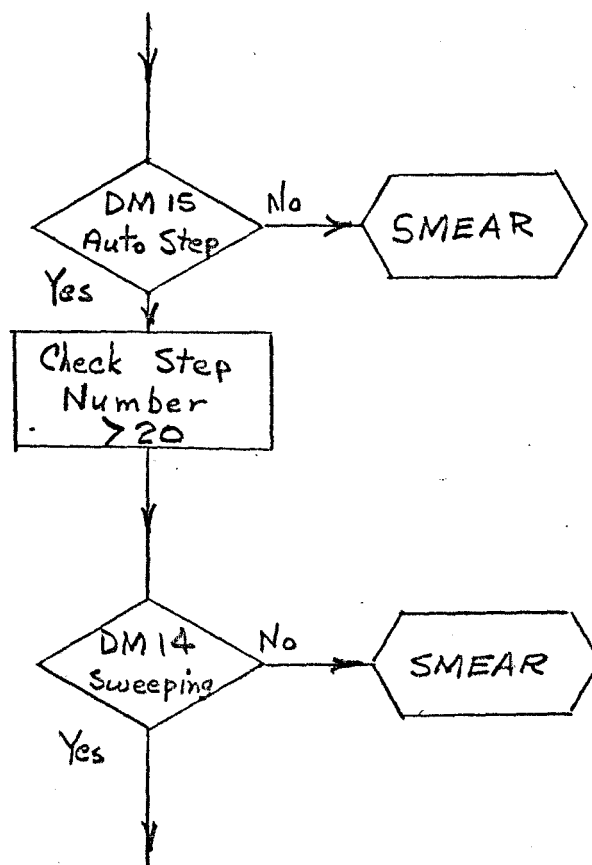 DM 15
Auto Step
No
SMEAR
Yes
Check Step
Number
>20
DM 14
Sweeping
No
SMEAR
Yes